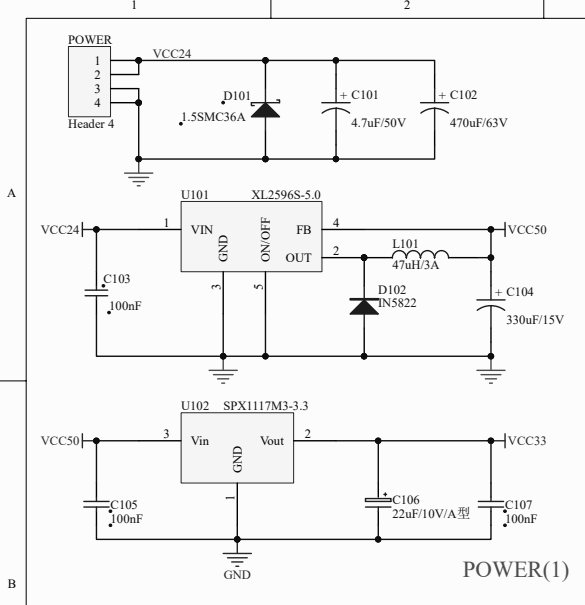 1 2
POWER
1 VCC24
2
3
4
Header 4
D101
1.5SMC36A
+ C101
4.7uF/50V
+ C102
470uF/63V
A
U101 XL2596S-5.0
VCC24 1 VIN GND ON/OFF FB 4 VCC50
OUT 2
L101
47uH/3A
3 5
C103
100nF
D102
IN5822
+ C104
330uF/15V
U102 SPX1117M3-3.3
VCC50 3 Vin GND Vout 2 VCC33
1
C105
100nF
+
C106
22uF/10V/A型
C107
100nF
GND
POWER(1)
B